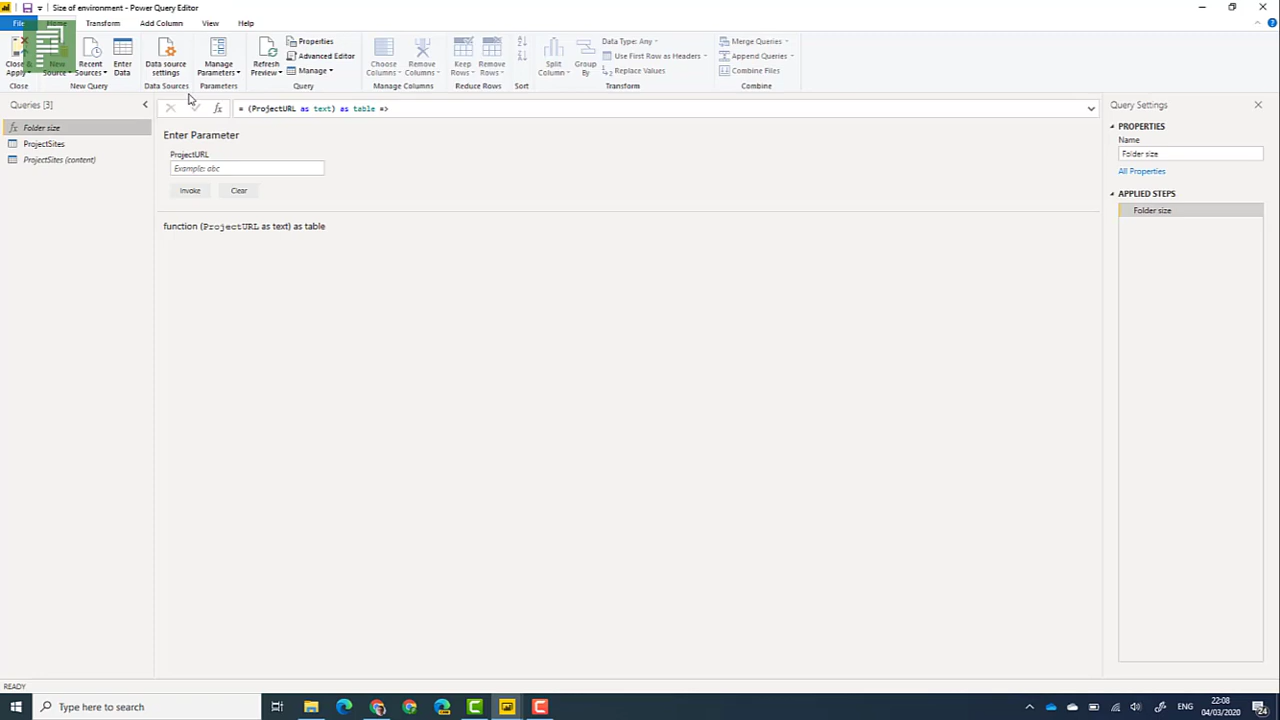 Size of environment - Power Query Editor
File
Home
Transform
Add Column
View
Help
Close &
Apply
New
Source
Recent
Sources
Enter
Data
Data source
settings
Manage
Parameters
Refresh
Preview
Properties
Advanced Editor
Manage
Choose
Columns
Remove
Columns
Keep
Rows
Remove
Rows
Split
Column
Group
By
Data Type: Any
Use First Row as Headers
Replace Values
Merge Queries
Append Queries
Combine Files
Close
New Query
Data Sources
Parameters
Query
Manage Columns
Reduce Rows
Sort
Transform
Combine
Queries [3]
= (ProjectURL as text) as table =>
Query Settings
Folder size
ProjectSites
ProjectSites (content)
Enter Parameter
ProjectURL
Example: abc
Invoke
Clear
function (ProjectURL as text) as table
PROPERTIES
Name
Folder size
All Properties
APPLIED STEPS
Folder size
READY
Type here to search
ENG
22:08
04/03/2020
24